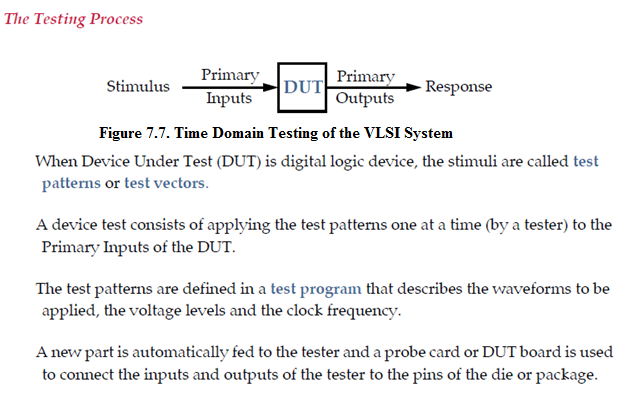 The Testing Process
Stimulus Primary Inputs DUT Primary Outputs Response
Figure 7.7. Time Domain Testing of the VLSI System
When Device Under Test (DUT) is digital logic device, the stimuli are called test
patterns or test vectors.
A device test consists of applying the test patterns one at a time (by a tester) to the
Primary Inputs of the DUT.
The test patterns are defined in a test program that describes the waveforms to be
applied, the voltage levels and the clock frequency.
A new part is automatically fed to the tester and a probe card or DUT board is used
to connect the inputs and outputs of the tester to the pins of the die or package.